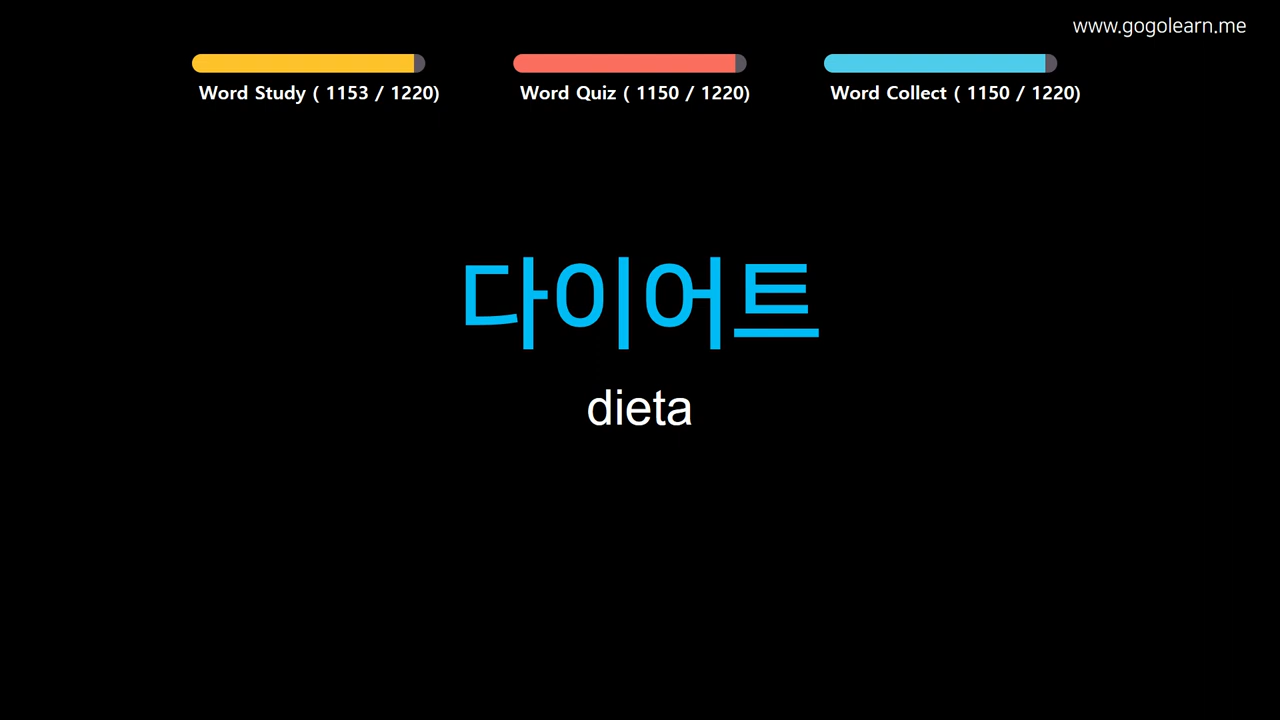 www.gogolearn.me
Word Study ( 1153 / 1220)
Word Quiz ( 1150 / 1220)
Word Collect ( 1150 / 1220)
다이어트
dieta